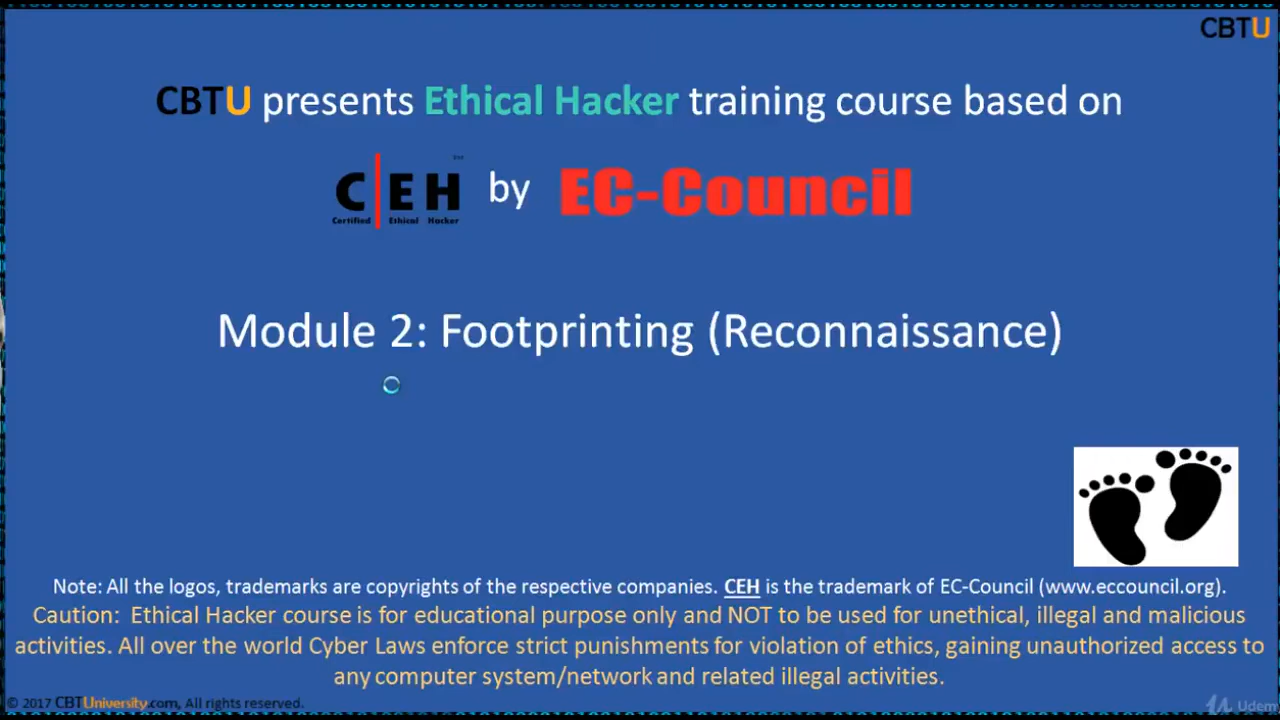 CBTU
CBTU presents Ethical Hacker training course based on
CEH™ by EC-Council
Certified Ethical Hacker
Module 2: Footprinting (Reconnaissance)
Note: All the logos, trademarks are copyrights of the respective companies. CEH is the trademark of EC-Council (www.eccouncil.org).
Caution: Ethical Hacker course is for educational purpose only and NOT to be used for unethical, illegal and malicious
activities. All over the world Cyber Laws enforce strict punishments for violation of ethics, gaining unauthorized access to
any computer system/network and related illegal activities.
© 2017 CBTUniversity.com, All rights reserved.
Udem